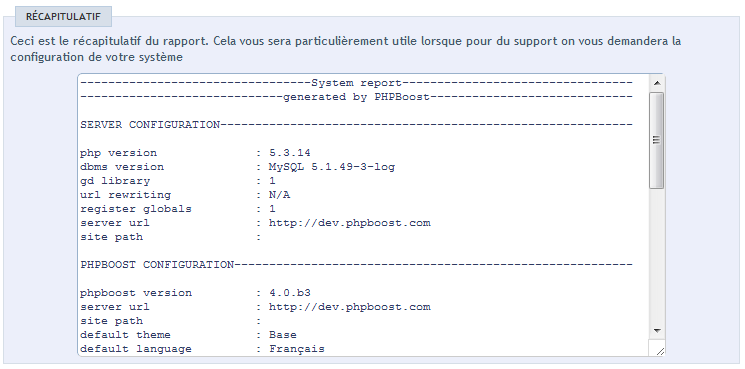 RÉCAPITULATIF
Ceci est le récapitulatif du rapport. Cela vous sera particulièrement utile lorsque pour du support on vous demandera la
configuration de votre système
---------------------------------System report---------------------------------
-----------------------------generated by PHPBoost-----------------------------
SERVER CONFIGURATION-----------------------------------------------------------
php version              : 5.3.14
dbms version             : MySQL 5.1.49-3-log
gd library               : 1
url rewriting            : N/A
register globals         : 1
server url               : http://dev.phpboost.com
site path                :
PHPBOOST CONFIGURATION---------------------------------------------------------
phpboost version         : 4.0.b3
server url               : http://dev.phpboost.com
site path                :
default theme            : Base
default language         : Français